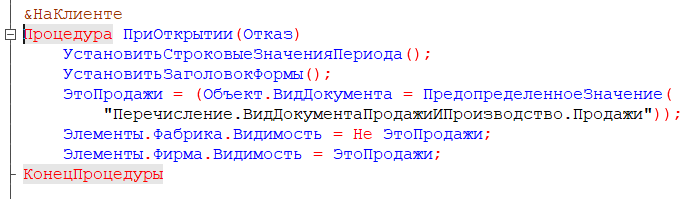 &НаКлиенте
Процедура ПриОткрытии(Отказ)
УстановитьСтроковыеЗначенияПериода();
УстановитьЗаголовокФормы();
ЭтоПродажи = (Объект.ВидДокумента = ПредопределенноеЗначение(
"Перечисление.ВидДокументаПродажиИПроизводство.Продажи"));
Элементы.Фабрика.Видимость = Не ЭтоПродажи;
Элементы.Фирма.Видимость = ЭтоПродажи;
КонецПроцедуры